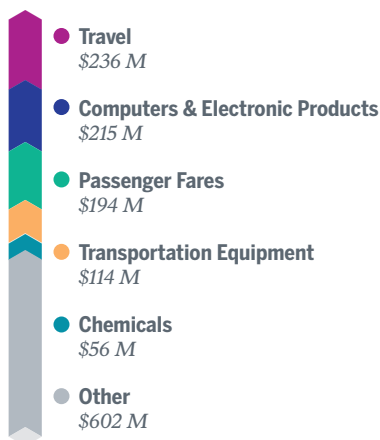 Travel
$236 M
Computers & Electronic Products
$215 M
Passenger Fares
$194 M
Transportation Equipment
$114 M
Chemicals
$56 M
Other
$602 M